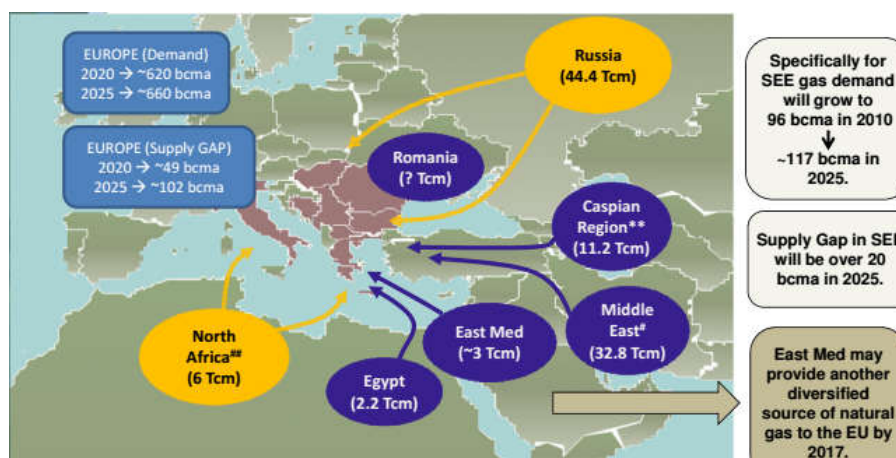 EUROPE (Demand)
2020 → ~620 bcma
2025 → ~660 bcma
EUROPE (Supply GAP)
2020 → ~49 bcma
2025 → ~102 bcma
Russia
(44.4 Tcm)
Romania
(? Tcm)
Caspian
Region**
(11.2 Tcm)
Middle
East#
(32.8 Tcm)
East Med
(~3 Tcm)
Egypt
(2.2 Tcm)
North
Africa##
(6 Tcm)
Specifically for
SEE gas demand
will grow to
96 bcma in 2010
~117 bcma in
2025.
Supply Gap in SEE
will be over 20
bcma in 2025.
East Med may
provide another
diversified
source of natural
gas to the EU by
2017.